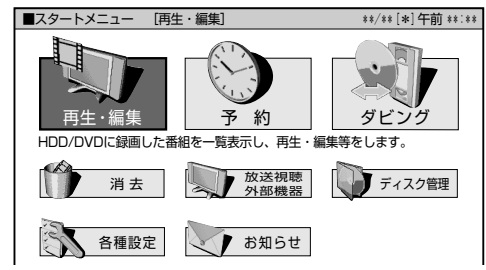 ■スタートメニュー [再生・編集] **/**[*]午前**:**
再生・編集 予約 ダビング
HDD/DVDに録画した番組を一覧表示し、再生・編集等をします。
消去 放送視聴 外部機器 ディスク管理
各種設定 お知らせ